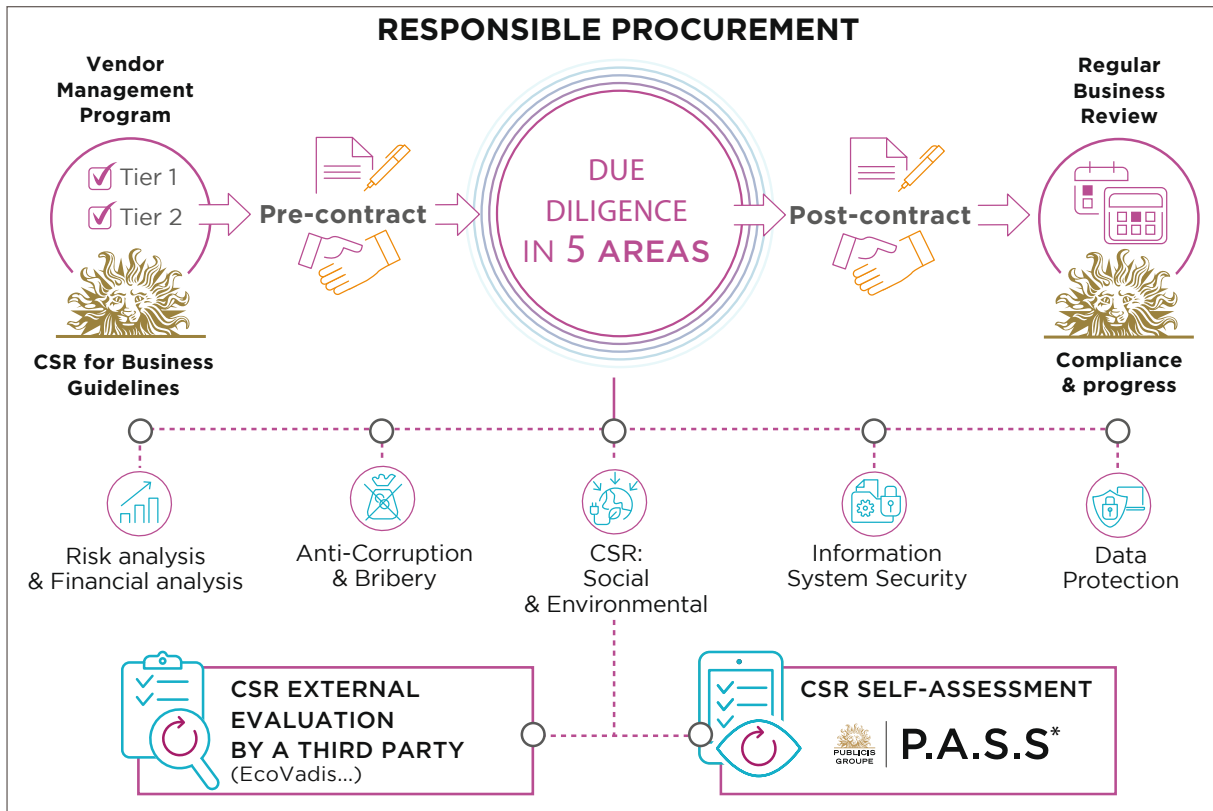 RESPONSIBLE PROCUREMENT
Vendor
Management
Program
Tier 1
Tier 2
CSR for Business
Guidelines
Pre-contract
DUE
DILIGENCE
IN 5 AREAS
Post-contract
Regular
Business
Review
Compliance
& progress
Risk analysis
& Financial analysis
Anti-Corruption
& Bribery
CSR:
Social
& Environmental
Information
System Security
Data
Protection
CSR EXTERNAL
EVALUATION
BY A THIRD PARTY
(EcoVadis...)
CSR SELF-ASSESSMENT
PUBLICIS
GROUPE
P.A.S.S*